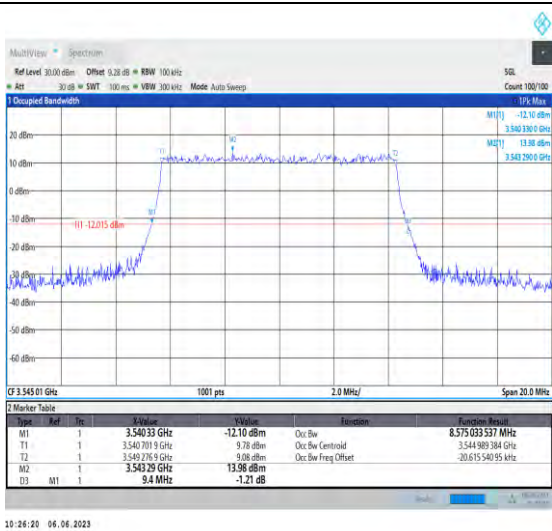 MultiView Spectrum
Ref Level 30.00 dBm Offset 9.28 dB RBW 100 kHz SGL
Att 30 dB SWT 100 ms VBW 300 kHz Mode Auto Sweep Count 100/100
1 Occupied Bandwidth 1Pk Max
M1[1] -12.10 dBm
3.540 3300 GHz
M2[1] 13.98 dBm
3.543 2900 GHz
20 dBm
M2
T1
T2
10 dBm
0 dBm
M1
-10 dBm
H1 -12.015 dBm
-20 dBm
-30 dBm
-40 dBm
-50 dBm
-60 dBm
CF 3.545 01 GHz 1001 pts 2.0 MHz/ Span 20.0 MHz
2 Marker Table
Type Ref Trc X-Value Y-Value Function Function Result
M1 1 3.540 33 GHz -12.10 dBm Occ Bw 8.575 033 537 MHz
T1 1 3.540 701 9 GHz 9.78 dBm Occ Bw Centroid 3.544 989 384 GHz
T2 1 3.549 276 9 GHz 9.08 dBm Occ Bw Freq Offset -20.615 540 95 kHz
M2 1 3.543 29 GHz 13.98 dBm
D3 M1 1 9.4 MHz -1.21 dB
10:26:20 06.06.2023